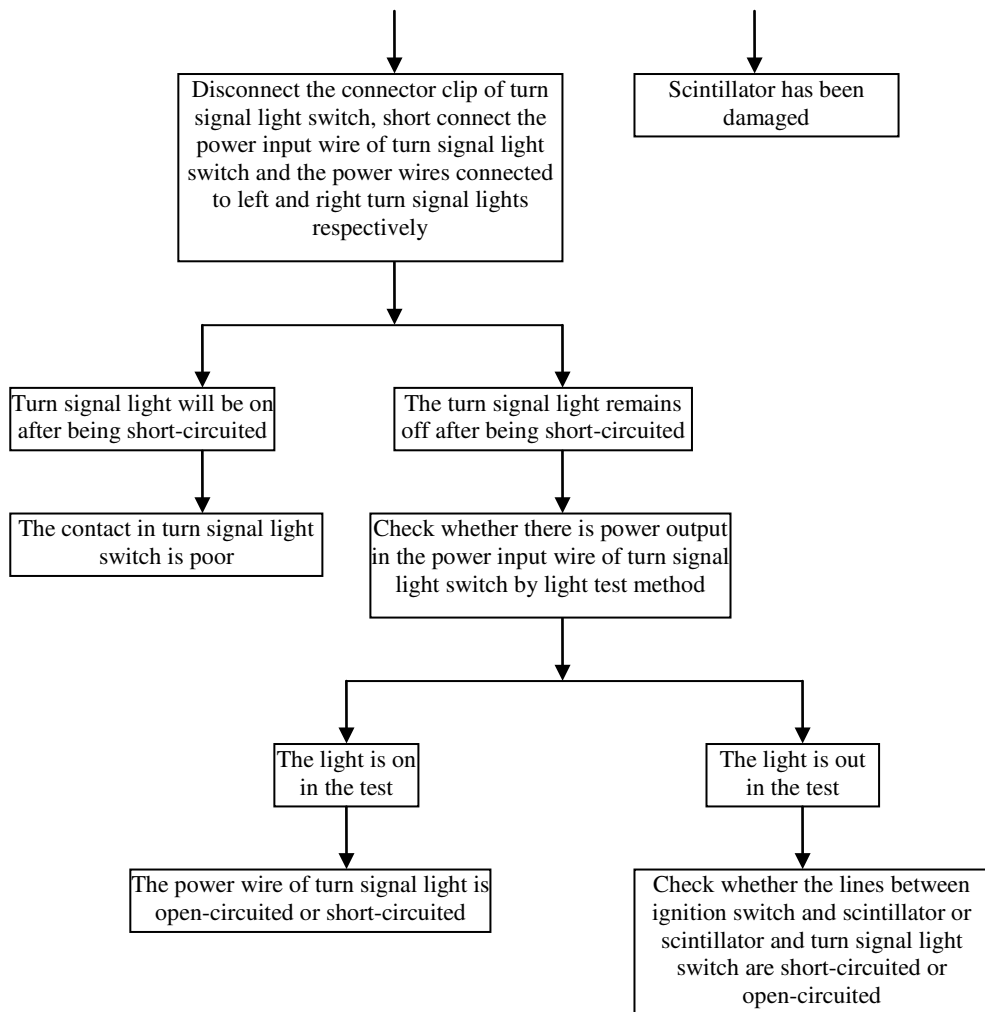 Disconnect the connector clip of turn
signal light switch, short connect the
power input wire of turn signal light
switch and the power wires connected
to left and right turn signal lights
respectively
Scintillator has been
damaged
Turn signal light will be on
after being short-circuited
The turn signal light remains
off after being short-circuited
The contact in turn signal light
switch is poor
Check whether there is power output
in the power input wire of turn signal
light switch by light test method
The light is on
in the test
The light is out
in the test
The power wire of turn signal light is
open-circuited or short-circuited
Check whether the lines between
ignition switch and scintillator or
scintillator and turn signal light
switch are short-circuited or
open-circuited